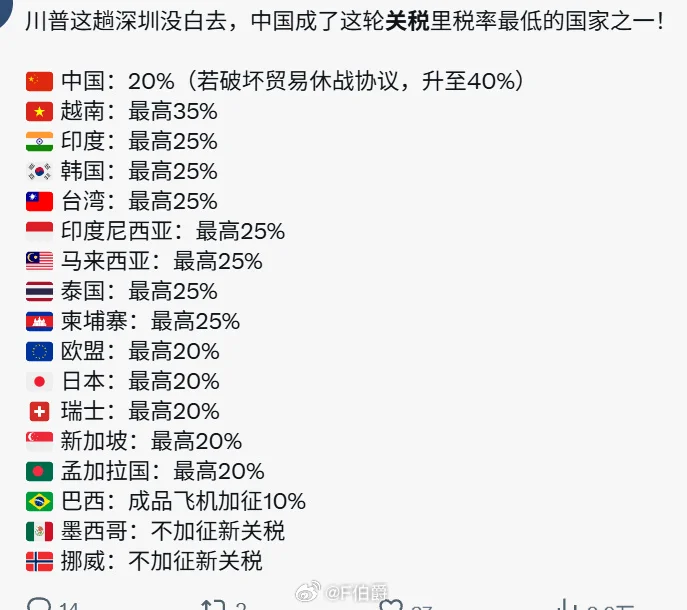 川普这趟深圳没白去，中国成了这轮关税里税率最低的国家之一！
中国：20%（若破坏贸易休战协议，升至40%）
越南：最高35%
印度：最高25%
韩国：最高25%
台湾：最高25%
印度尼西亚：最高25%
马来西亚：最高25%
泰国：最高25%
柬埔寨：最高25%
欧盟：最高20%
日本：最高20%
瑞士：最高20%
新加坡：最高20%
孟加拉国：最高20%
巴西：成品飞机加征10%
墨西哥：不加征新关税
挪威：不加征新关税
@F伯爵
14